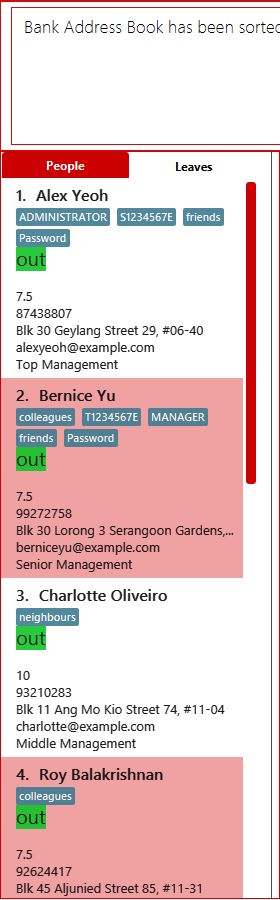 Bank Address Book has been sorted
People Leaves
1. Alex Yeoh
ADMINISTRATOR S1234567E friends
Password
out
7.5
87438807
Blk 30 Geylang Street 29, #06-40
alexyeoh@example.com
Top Management
2. Bernice Yu
colleagues T1234567E MANAGER
friends Password
out
7.5
99272758
Blk 30 Lorong 3 Serangoon Gardens,...
berniceyu@example.com
Senior Management
3. Charlotte Oliveiro
neighbours
out
10
93210283
Blk 11 Ang Mo Kio Street 74, #11-04
charlotte@example.com
Middle Management
4. Roy Balakrishnan
colleagues
out
7.5
92624417
Blk 45 Aljunied Street 85, #11-31